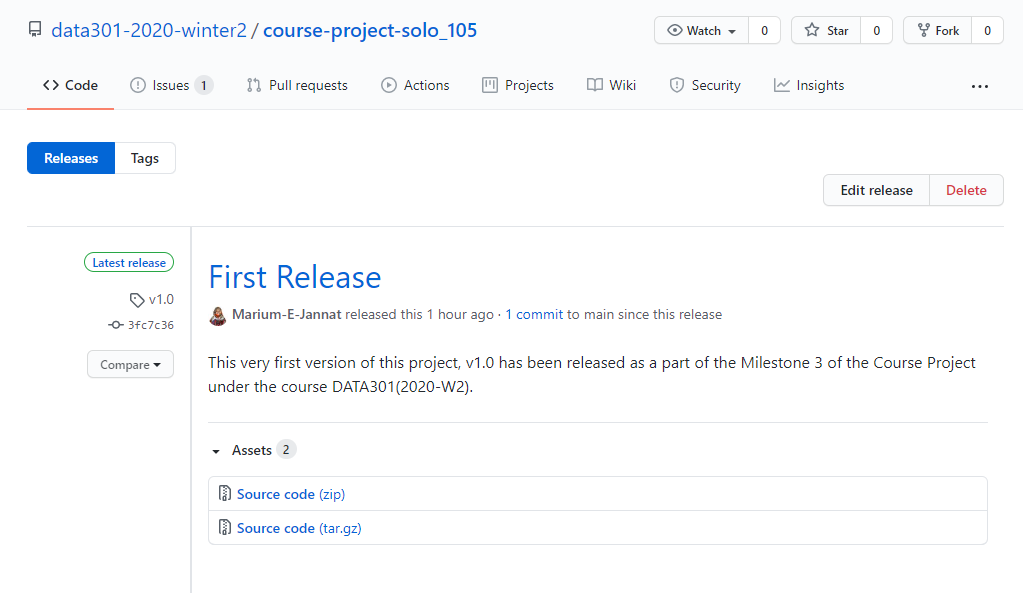 data301-2020-winter2 / course-project-solo_105
Watch 0
Star 0
Fork 0
Code
Issues 1
Pull requests
Actions
Projects
Wiki
Security
Insights
Releases
Tags
Edit release
Delete
Latest release
v1.0
3fc7c36
Compare
First Release
Marium-E-Jannat released this 1 hour ago · 1 commit to main since this release
This very first version of this project, v1.0 has been released as a part of the Milestone 3 of the Course Project
under the course DATA301(2020-W2).
Assets 2
Source code (zip)
Source code (tar.gz)